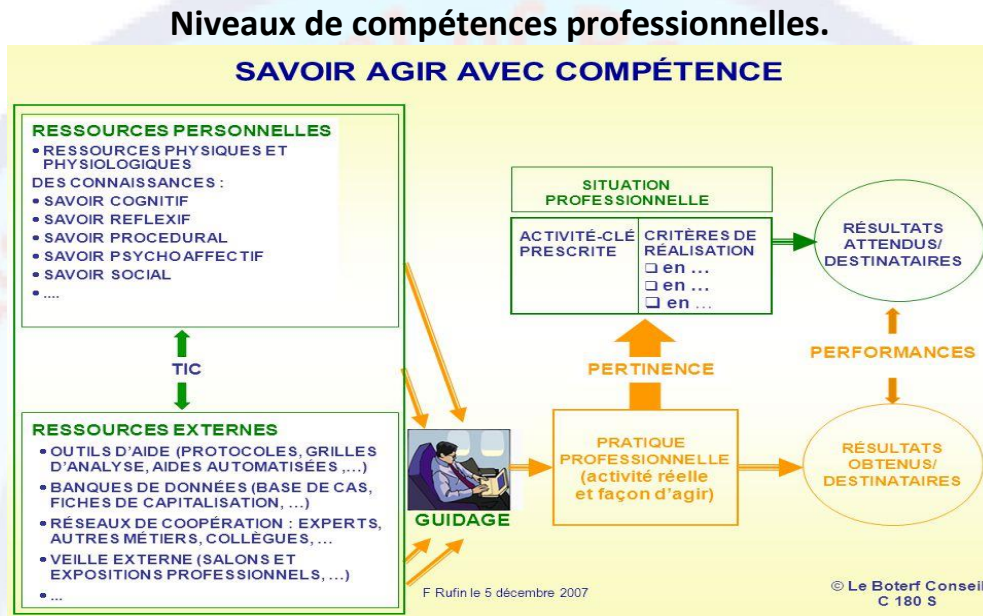 Niveaux de compétences professionnelles.
SAVOIR AGIR AVEC COMPÉTENCE
RESSOURCES PERSONNELLES
• RESSOURCES PHYSIQUES ET
PHYSIOLOGIQUES
DES CONNAISSANCES :
• SAVOIR COGNITIF
• SAVOIR REFLEXIF
• SAVOIR PROCEDURAL
• SAVOIR PSYCHOAFFECTIF
• SAVOIR SOCIAL
• ....
TIC
RESSOURCES EXTERNES
• OUTILS D'AIDE (PROTOCOLES, GRILLES
D'ANALYSE, AIDES AUTOMATISÉES ,...)
• BANQUES DE DONNÉES (BASE DE CAS,
FICHES DE CAPITALISATION, ...)
• RÉSEAUX DE COOPÉRATION : EXPERTS,
AUTRES MÉTIERS, COLLÈGUES, ...
• VEILLE EXTERNE (SALONS ET
EXPOSITIONS PROFESSIONNELS, ...)
• ...
GUIDAGE
SITUATION
PROFESSIONNELLE
ACTIVITÉ-CLÉ
PRESCRITE
CRITÈRES DE
RÉALISATION
❑ en ...
❑ en ...
❑ en ...
PERTINENCE
PRATIQUE
PROFESSIONNELLE
(activité réelle
et façon d'agir)
RÉSULTATS
ATTENDUS/
DESTINATAIRES
PERFORMANCES
RÉSULTATS
OBTENUS/
DESTINATAIRES
F Rufin le 5 décembre 2007
© Le Boterf Conseil
C 180 S